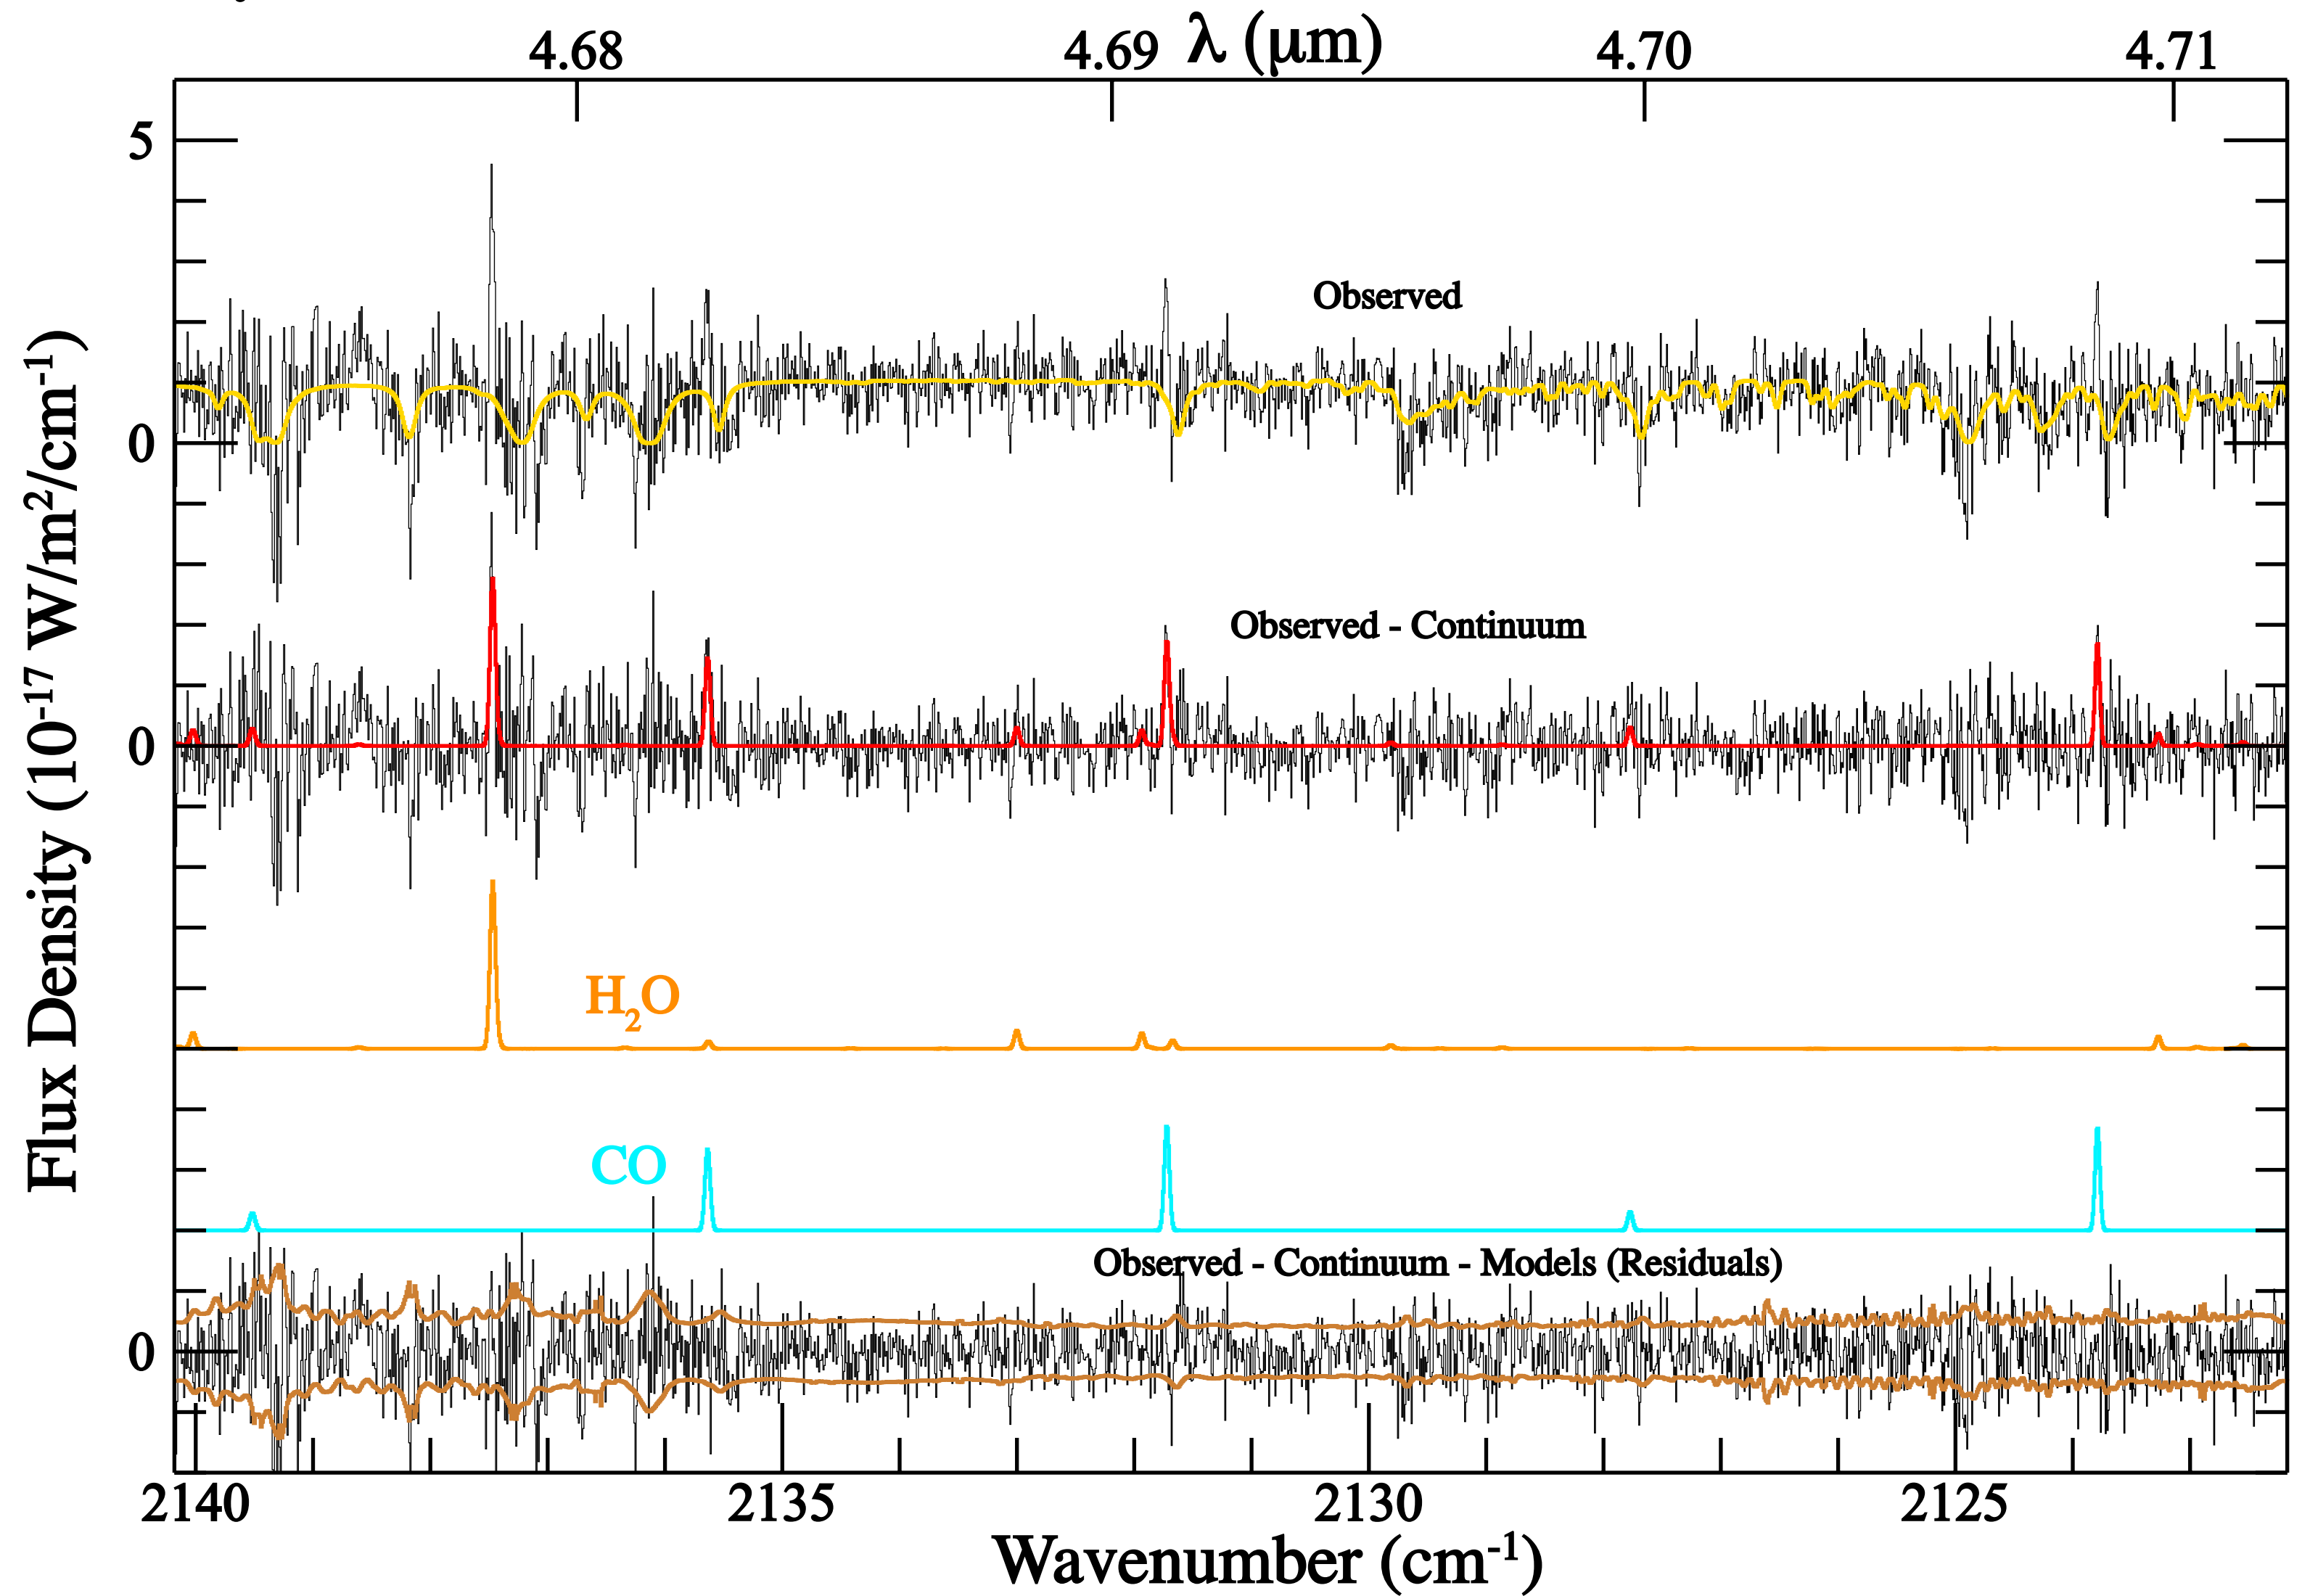 4.68 4.69 λ (μm) 4.70 4.71
5
Observed
0
Observed - Continuum
0
H₂O
CO
Observed - Continuum - Models (Residuals)
0
2140 2135 2130 2125
Wavenumber (cm⁻¹)
Flux Density (10⁻¹⁷ W/m²/cm⁻¹)